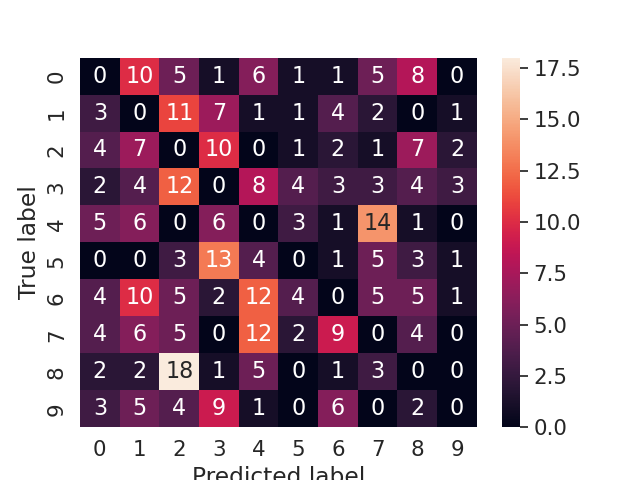 0 10 5 1 6 1 1 5 8 0
3 0 11 7 1 1 4 2 0 1
4 7 0 10 0 1 2 1 7 2
2 4 12 0 8 4 3 3 4 3
5 6 0 6 0 3 1 14 1 0
0 0 3 13 4 0 1 5 3 1
4 10 5 2 12 4 0 5 5 1
4 6 5 0 12 2 9 0 4 0
2 2 18 1 5 0 1 3 0 0
3 5 4 9 1 0 6 0 2 0
0 1 2 3 4 5 6 7 8 9
Predicted label
0 1 2 3 4 5 6 7 8 9
True label
17.5
15.0
12.5
10.0
7.5
5.0
2.5
0.0